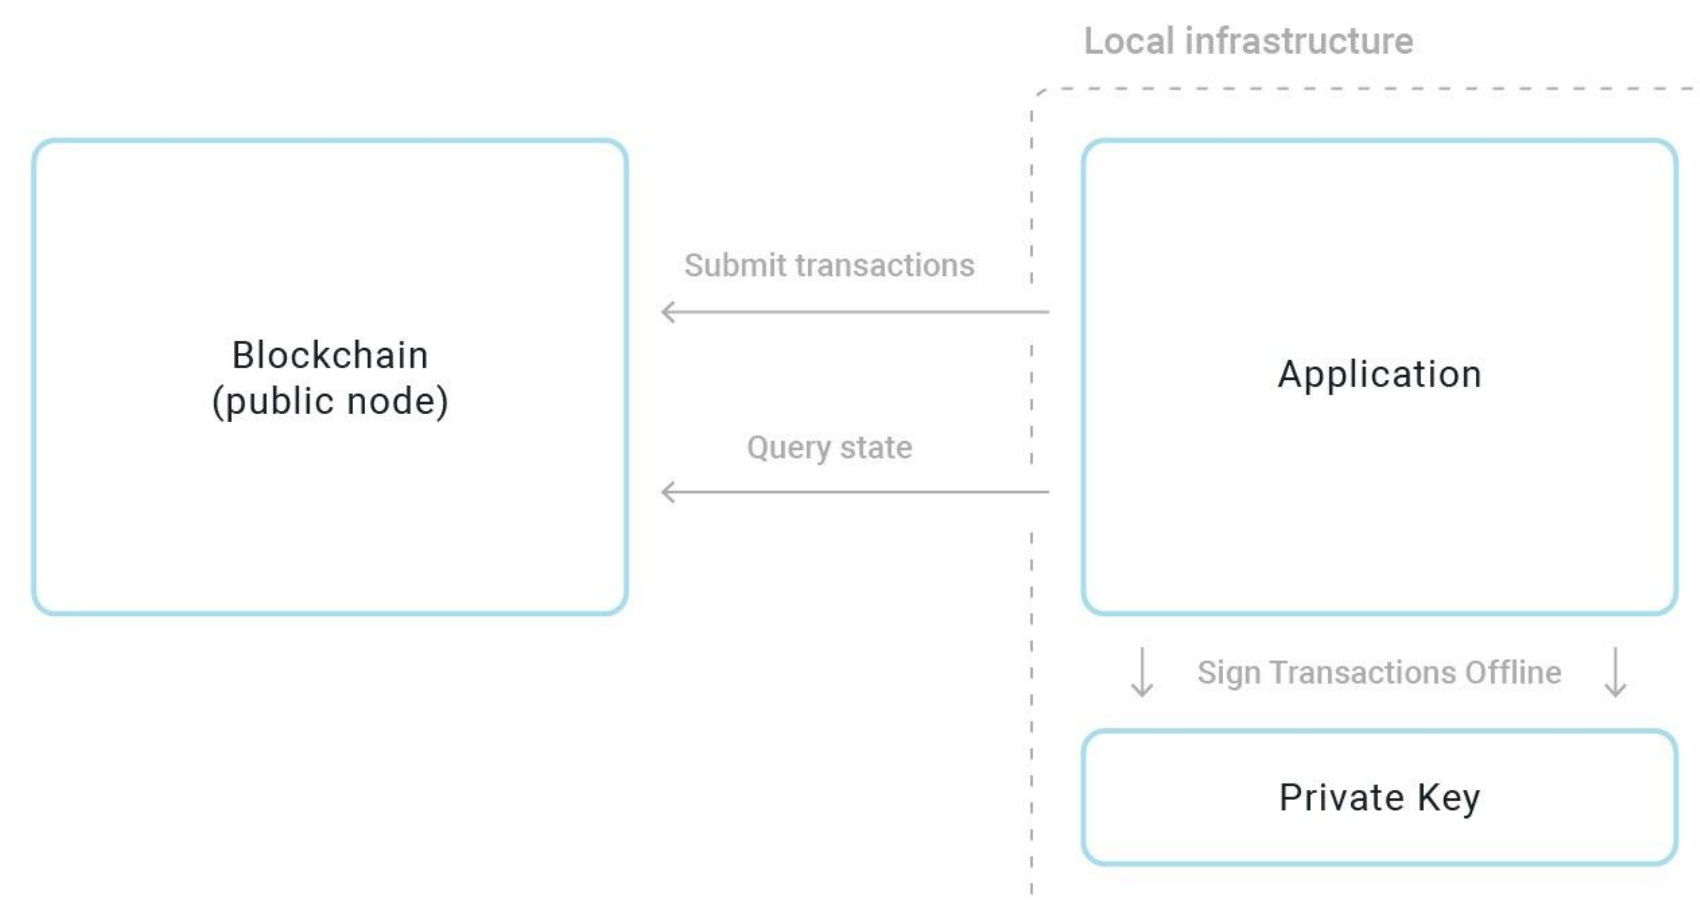 Local infrastructure
Submit transactions
Blockchain
(public node)
Application
Query state
Sign Transactions Offline
Private Key